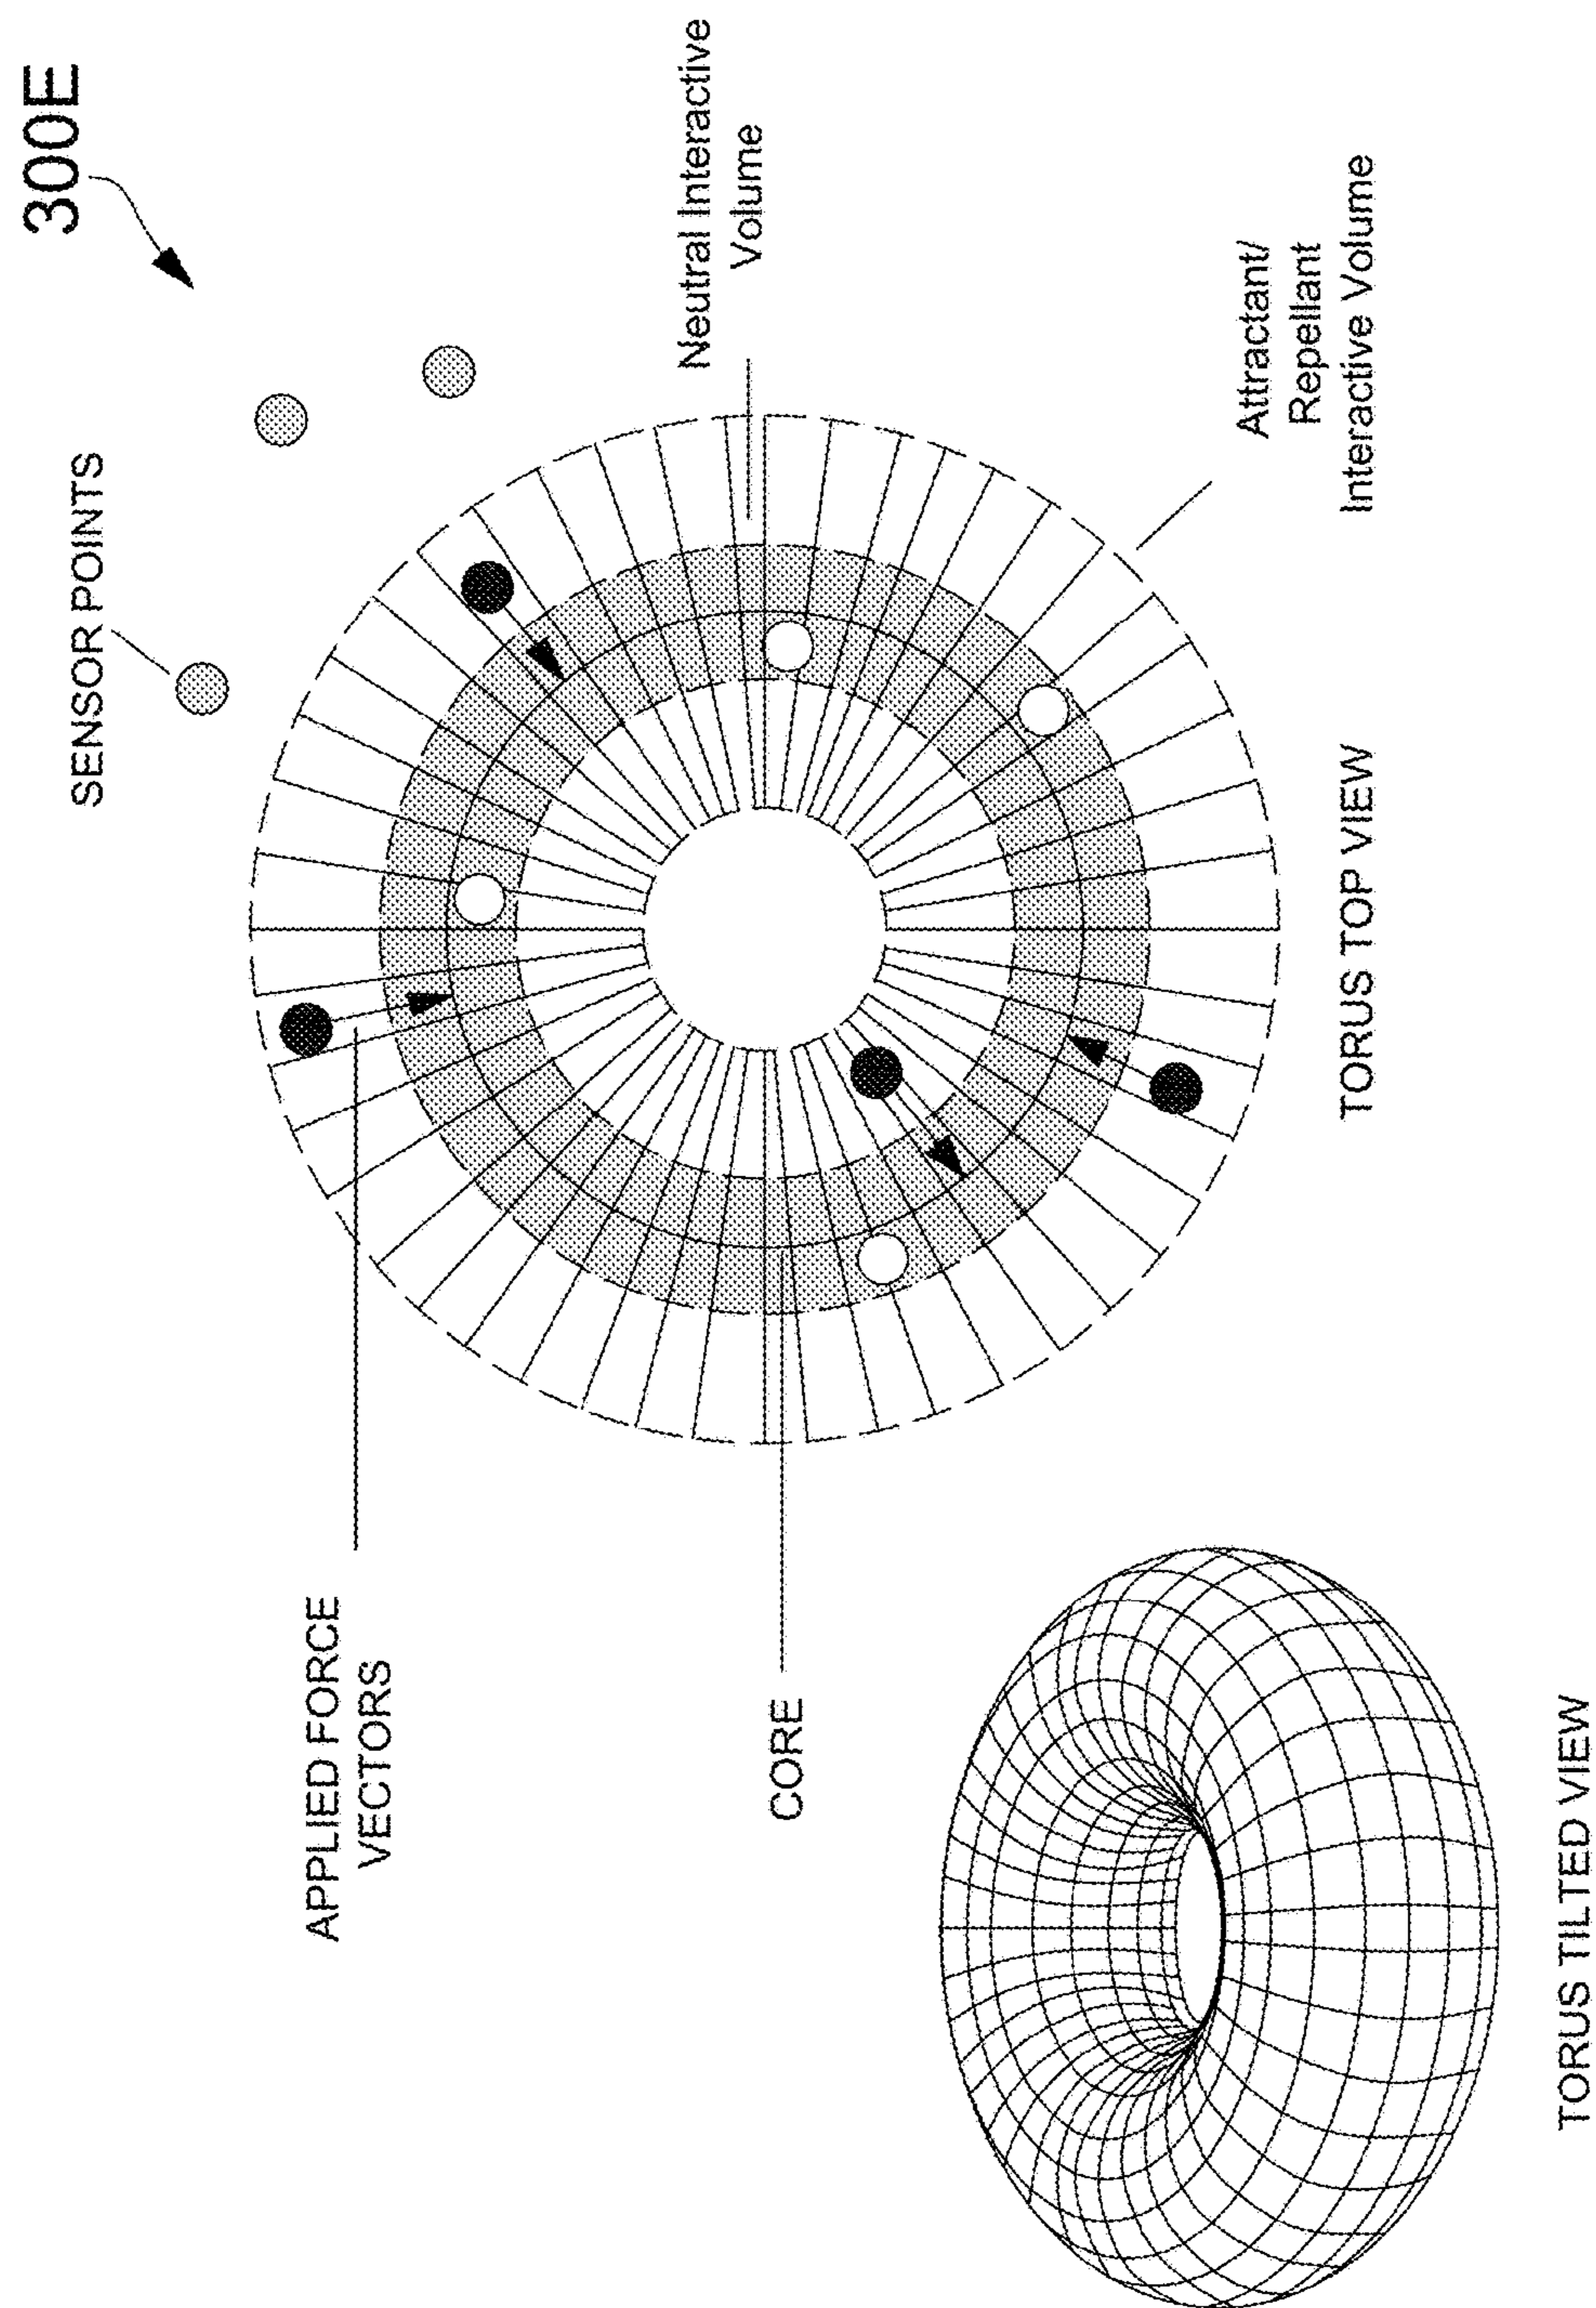 300E
SENSOR POINTS
APPLIED FORCE
VECTORS
Neutral Interactive
Volume
CORE
Attractant/
Repellant
Interactive Volume
TORUS TOP VIEW
TORUS TILTED VIEW